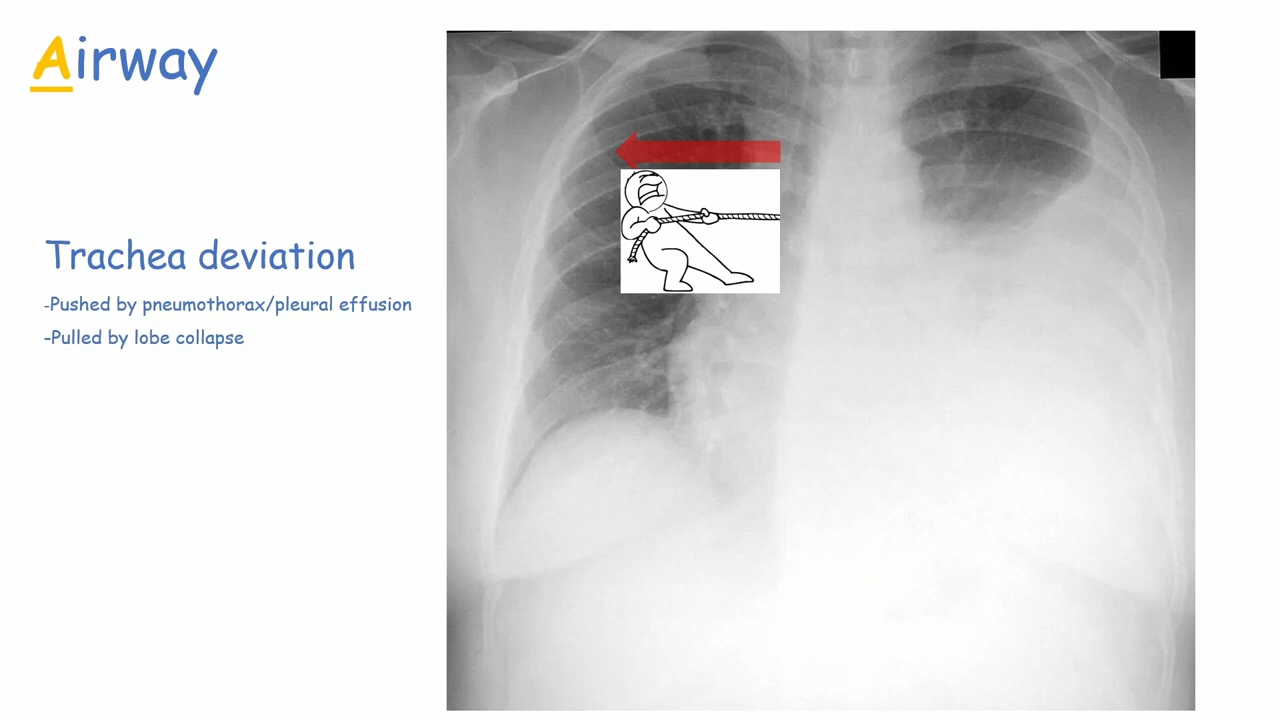 Airway
Trachea deviation
-Pushed by pneumothorax/pleural effusion
-Pulled by lobe collapse